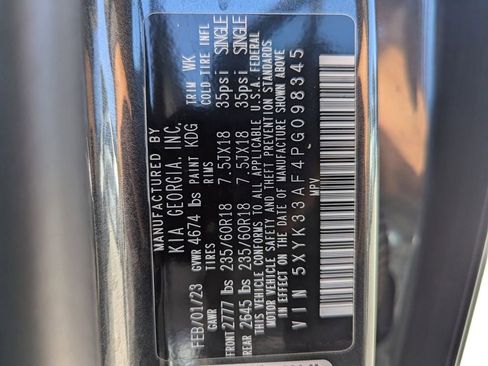 MANUFACTURED BY
KIA GEORGIA, INC.
FEB/01/23 GVWR 4674 lbs PAINT KDG TRIM WK
GAWR TIRES RIMS COLD TIRE INFL
FRONT 2777 lbs 235/60R18 7.5JX18 35psi SINGLE
REAR 2645 lbs 235/60R18 7.5JX18 35psi SINGLE
THIS VEHICLE CONFORMS TO ALL APPLICABLE U.S.A. FEDERAL
MOTOR VEHICLE SAFETY AND THEFT PREVENTION STANDARDS
IN EFFECT ON THE DATE OF MANUFACTURE SHOWN ABOVE
VIN 5XYK33AF4PG098345
MPV